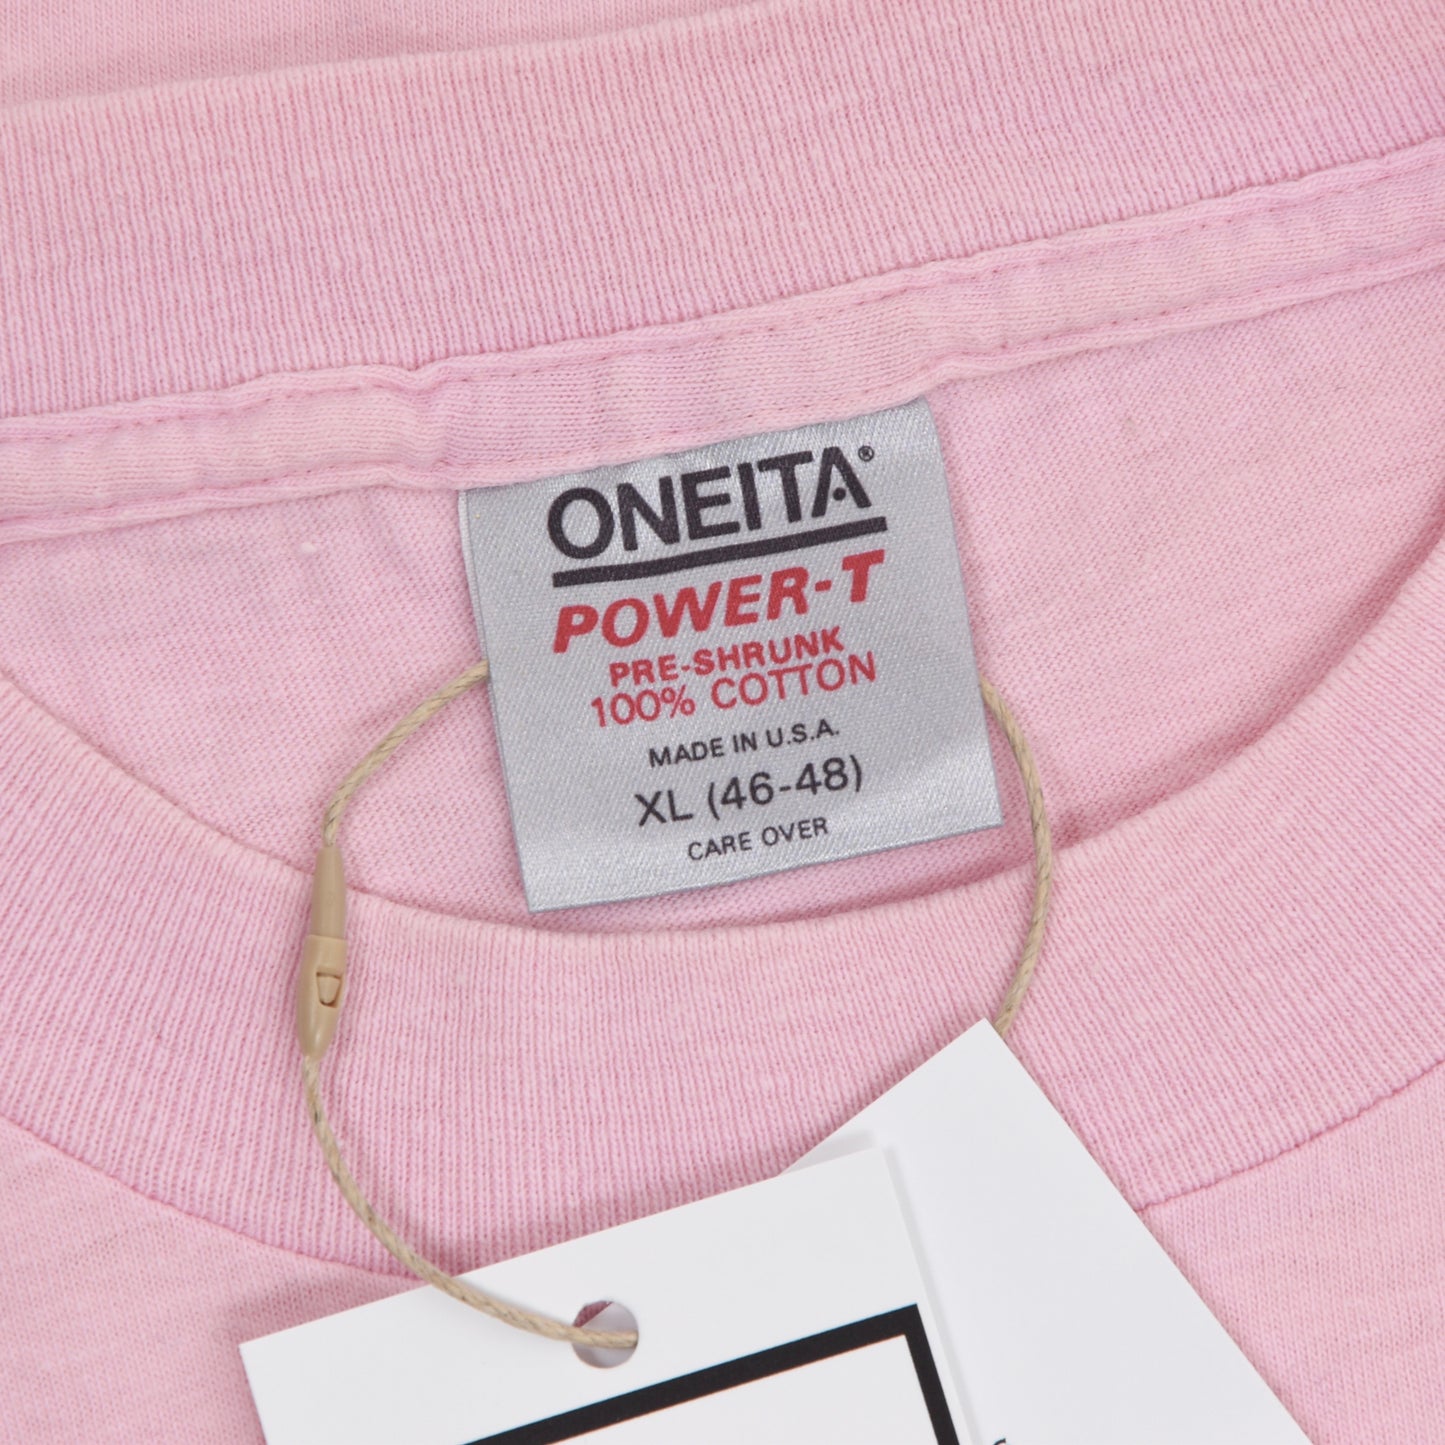 ONEITA®
POWER-T
PRE-SHRUNK
100% COTTON
MADE IN U.S.A.
XL (46-48)
CARE OVER